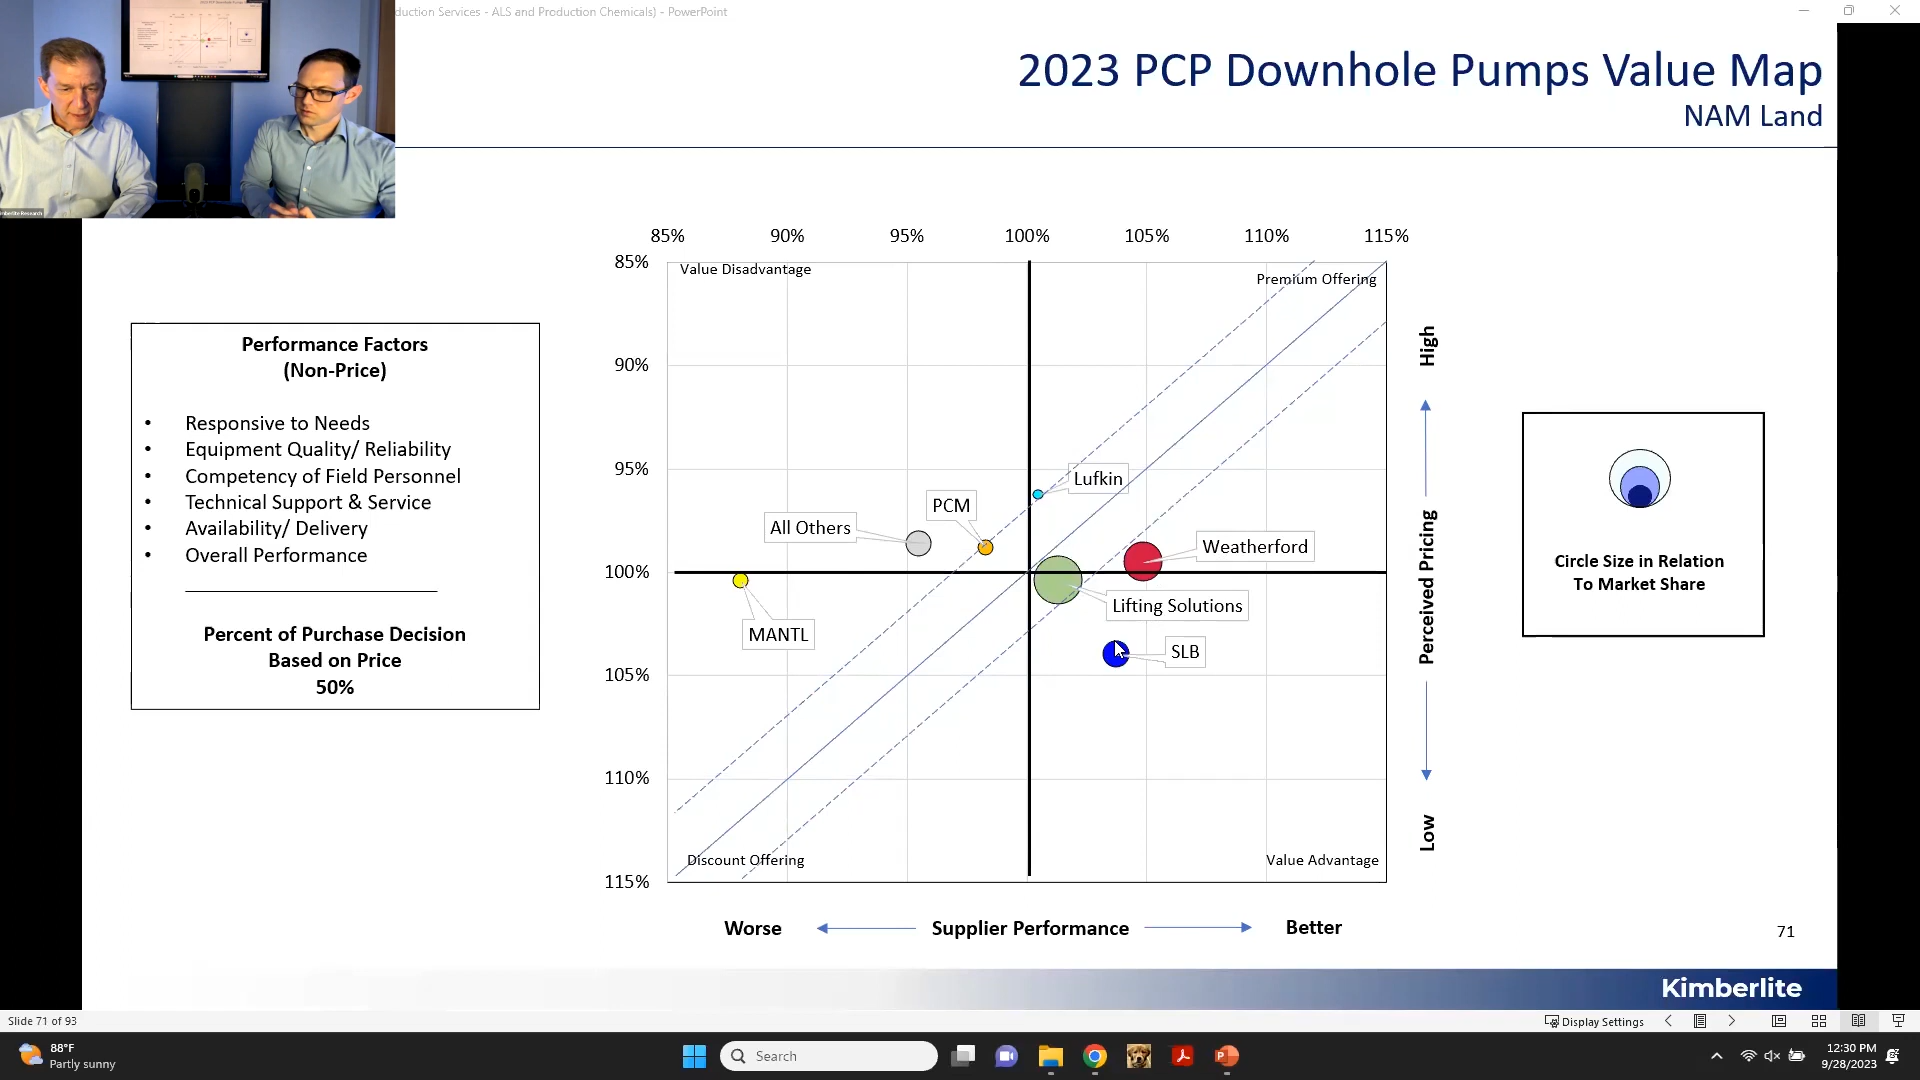 duction Services - ALS and Production Chemicals) - PowerPoint
2023 PCP Downhole Pumps Value Map
NAM Land
Performance Factors
(Non-Price)
• Responsive to Needs
• Equipment Quality/ Reliability
• Competency of Field Personnel
• Technical Support & Service
• Availability/ Delivery
• Overall Performance
Percent of Purchase Decision
Based on Price
50%
85% 90% 95% 100% 105% 110% 115%
85%
90%
95%
100%
105%
110%
115%
Value Disadvantage
Premium Offering
Lufkin
PCM
All Others
Weatherford
Lifting Solutions
MANTL
SLB
Discount Offering
Value Advantage
High
Perceived Pricing
Low
Worse
Supplier Performance
Better
Circle Size in Relation
To Market Share
71
Kimberlite
Slide 71 of 93
Display Settings
88°F
Partly sunny
Search
12:30 PM
9/28/2023